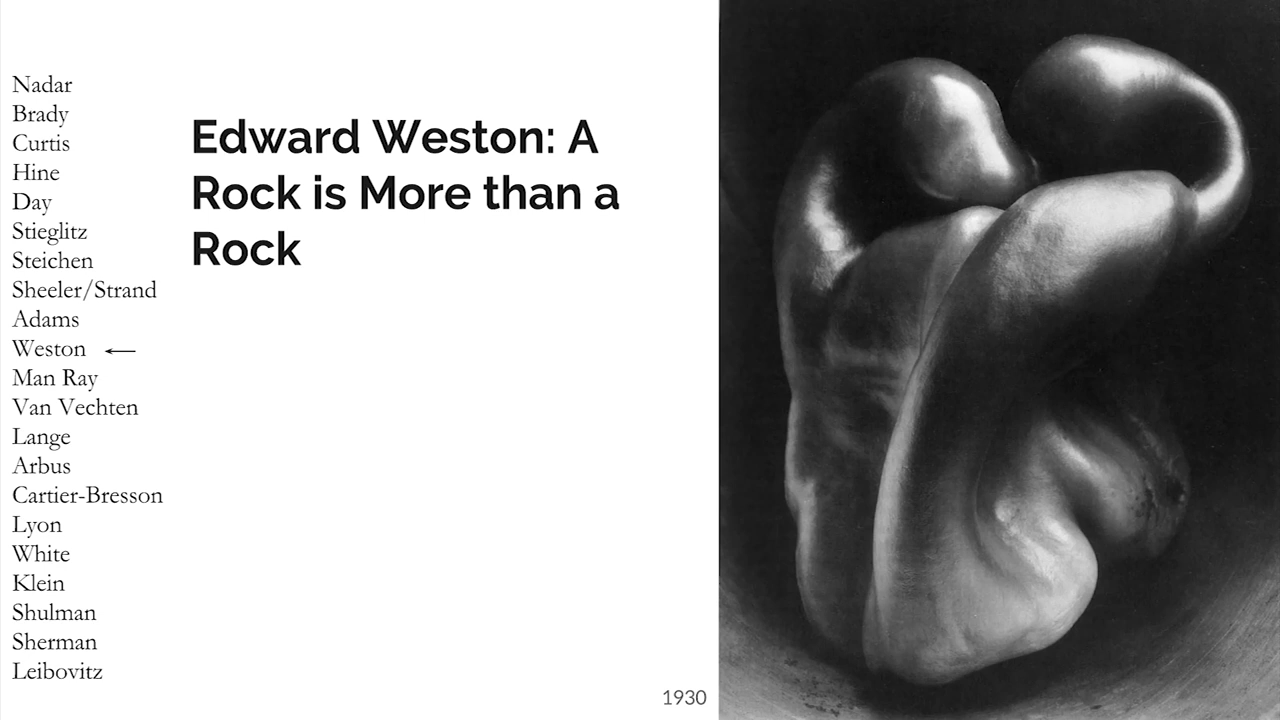 Nadar
Brady
Curtis
Hine
Day
Stieglitz
Steichen
Sheeler/Strand
Adams
Weston ←
Man Ray
Van Vechten
Lange
Arbus
Cartier-Bresson
Lyon
White
Klein
Shulman
Sherman
Leibovitz
Edward Weston: A
Rock is More than a
Rock
1930